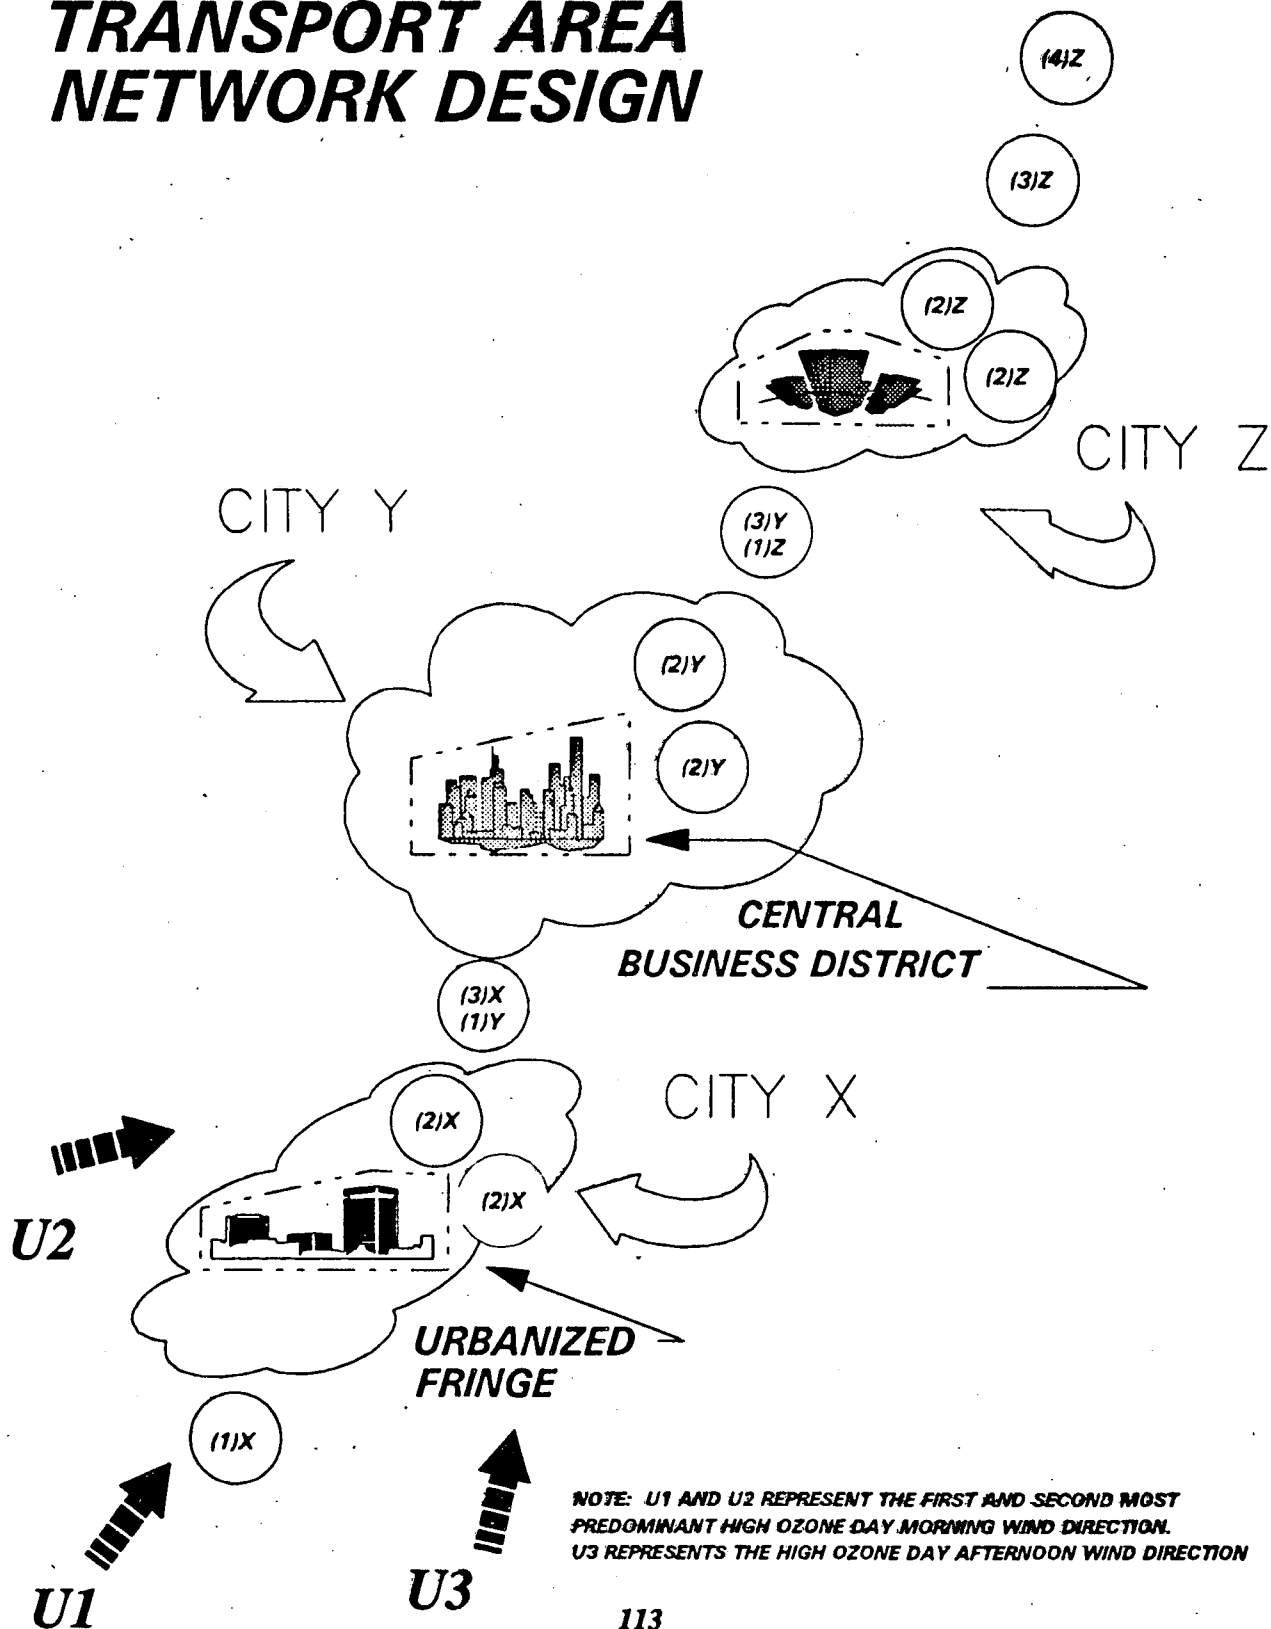 TRANSPORT AREA
NETWORK DESIGN
(4)Z
(3)Z
(2)Z
(2)Z
CITY Z
CITY Y
(3)Y
(1)Z
(2)Y
(2)Y
CENTRAL
BUSINESS DISTRICT
(3)X
(1)Y
CITY X
(2)X
(2)X
U2
URBANIZED
FRINGE
(1)X
NOTE: U1 AND U2 REPRESENT THE FIRST AND SECOND MOST
PREDOMINANT HIGH OZONE DAY MORNING WIND DIRECTION.
U3 REPRESENTS THE HIGH OZONE DAY AFTERNOON WIND DIRECTION
U1
U3
113